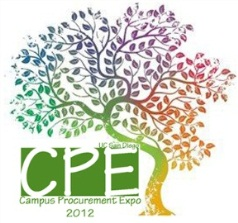 UC San Diego
CPE
Campus Procurement Expo
2012